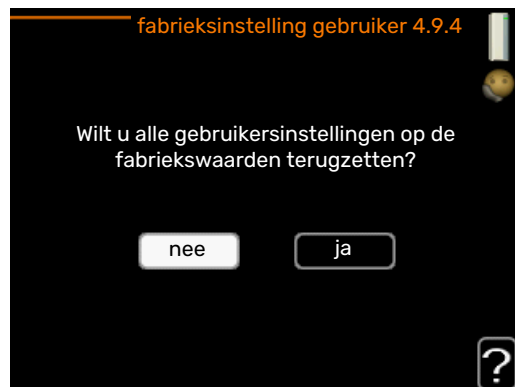 fabrieksinstelling gebruiker 4.9.4
Wilt u alle gebruikersinstellingen op de
fabriekswaarden terugzetten?
nee
ja
?